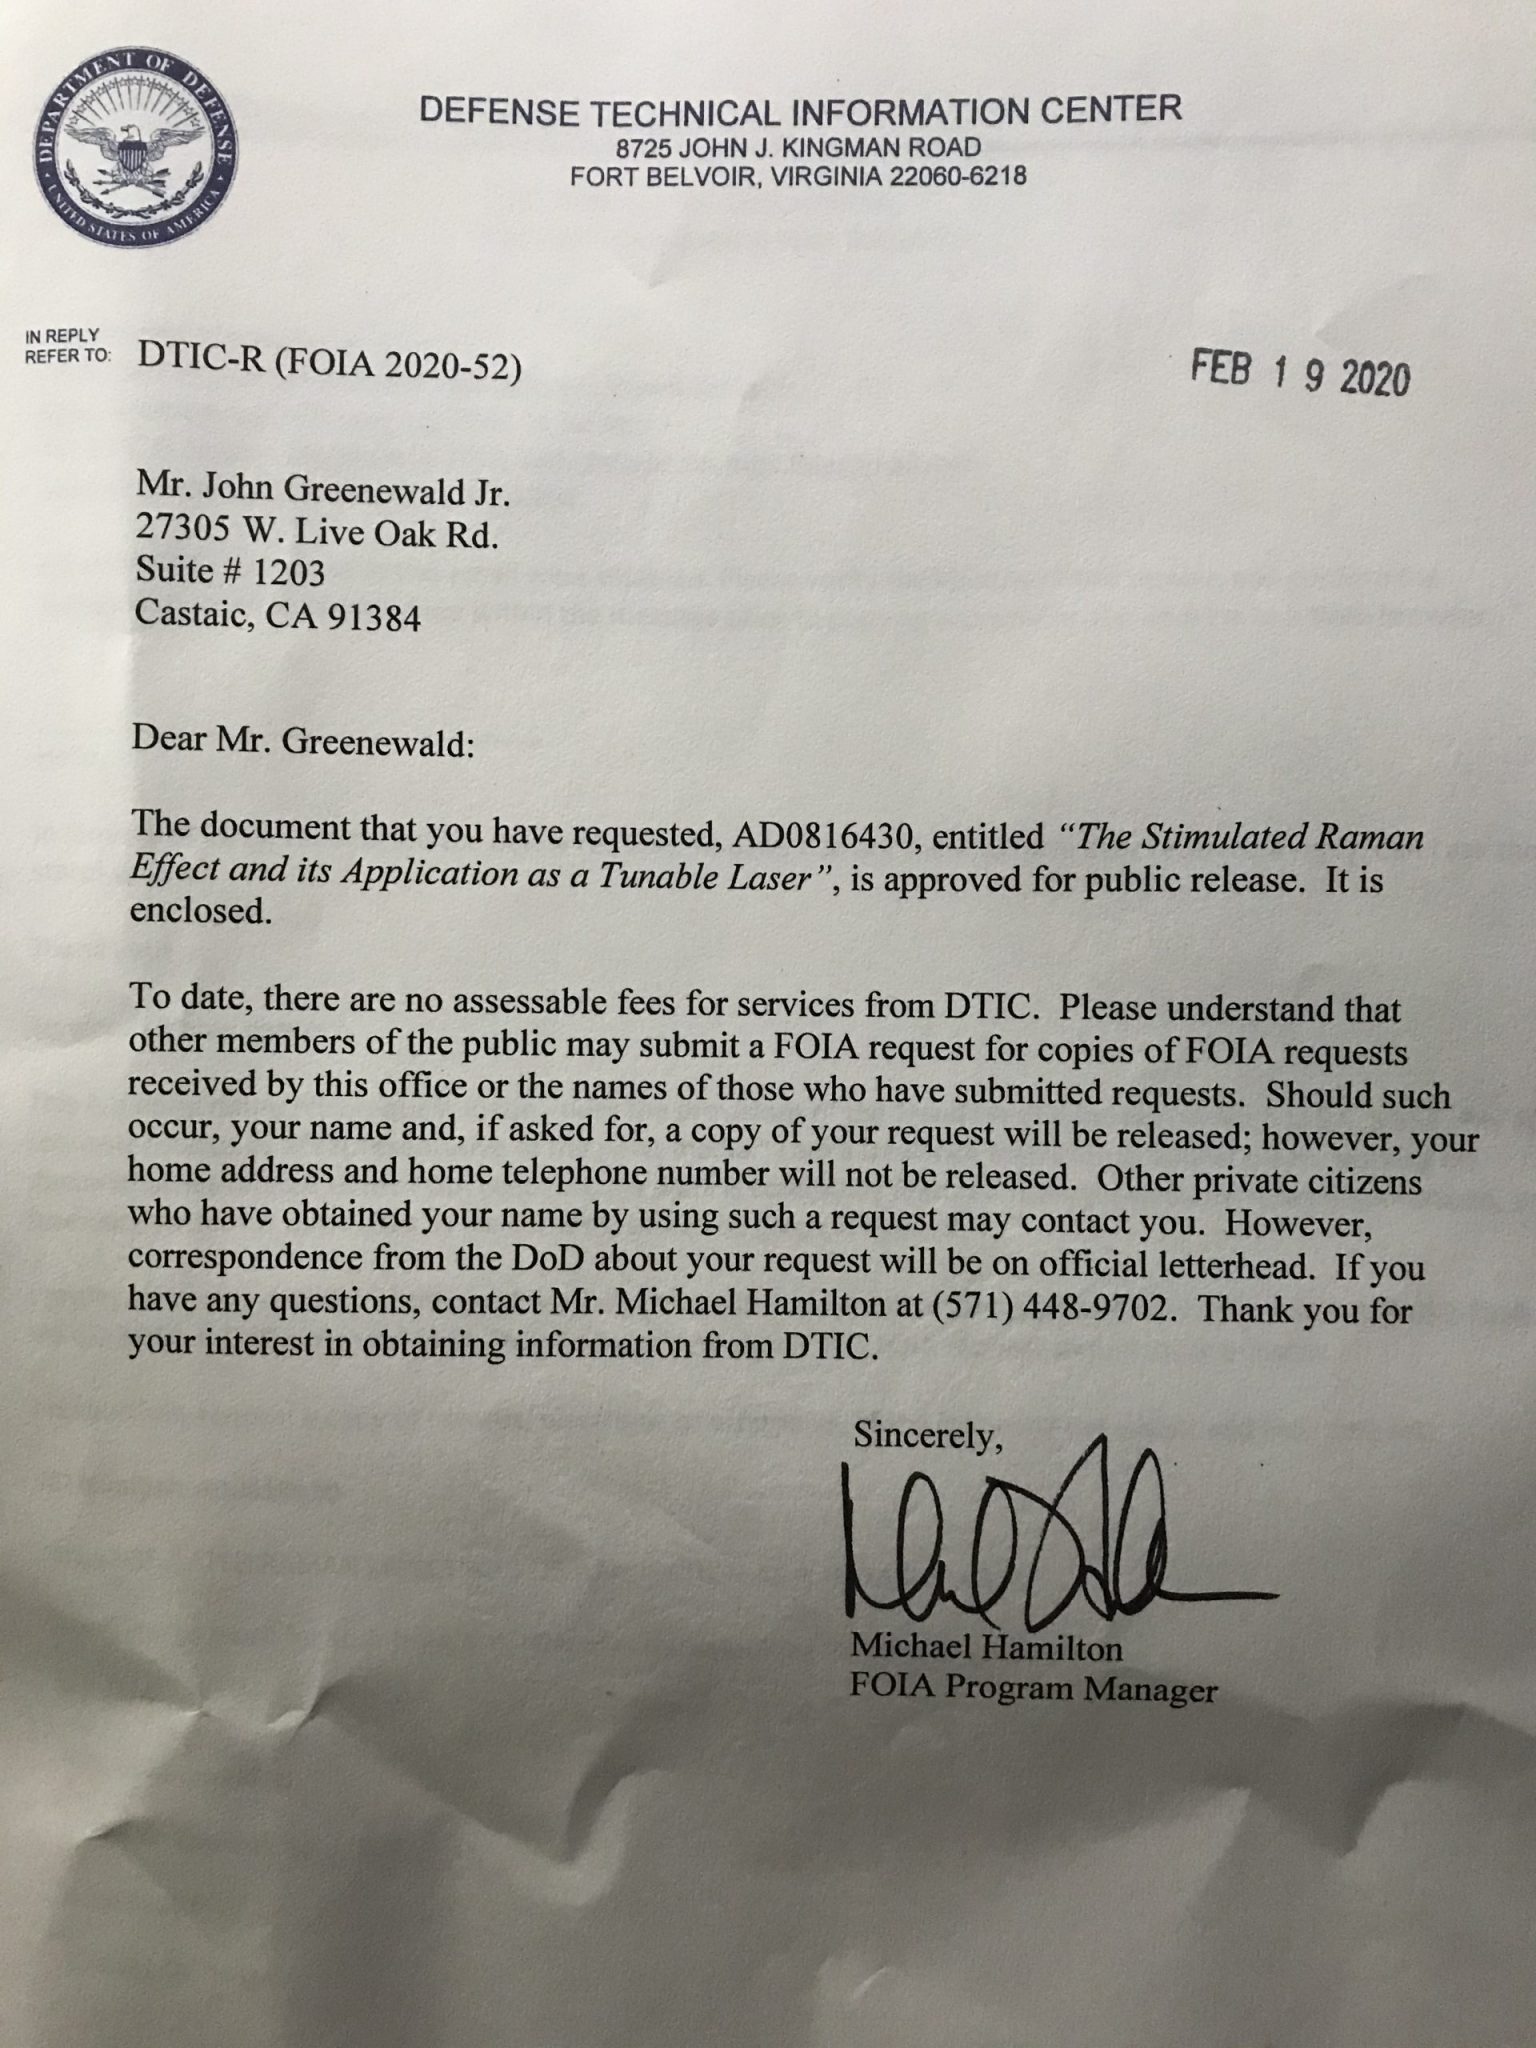 DEPARTMENT OF DEFENSE
UNITED STATES OF AMERICA
DEFENSE TECHNICAL INFORMATION CENTER
8725 JOHN J. KINGMAN ROAD
FORT BELVOIR, VIRGINIA 22060-6218
IN REPLY
REFER TO: DTIC-R (FOIA 2020-52)
FEB 19 2020
Mr. John Greenewald Jr.
27305 W. Live Oak Rd.
Suite # 1203
Castaic, CA 91384
Dear Mr. Greenewald:
The document that you have requested, AD0816430, entitled “The Stimulated Raman
Effect and its Application as a Tunable Laser”, is approved for public release. It is
enclosed.
To date, there are no assessable fees for services from DTIC. Please understand that
other members of the public may submit a FOIA request for copies of FOIA requests
received by this office or the names of those who have submitted requests. Should such
occur, your name and, if asked for, a copy of your request will be released; however, your
home address and home telephone number will not be released. Other private citizens
who have obtained your name by using such a request may contact you. However,
correspondence from the DoD about your request will be on official letterhead. If you
have any questions, contact Mr. Michael Hamilton at (571) 448-9702. Thank you for
your interest in obtaining information from DTIC.
Sincerely,
Michael Hamilton
FOIA Program Manager